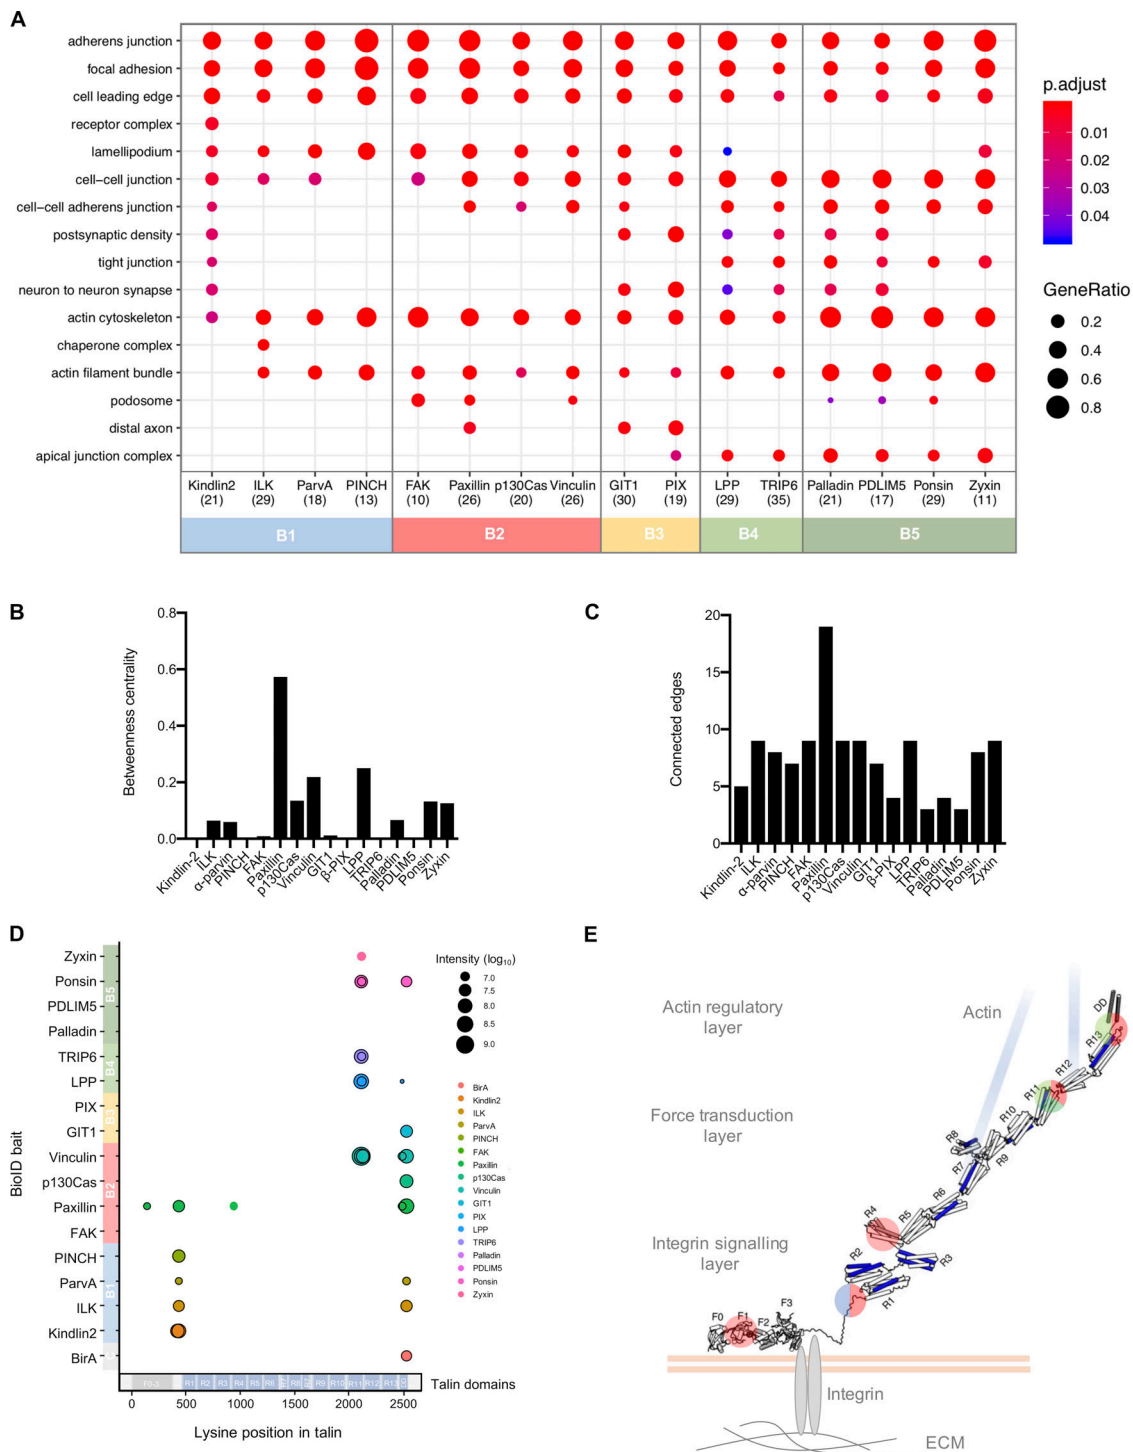 A
adherens junction
focal adhesion
cell leading edge
receptor complex
lamellipodium
cell−cell junction
cell−cell adherens junction
postsynaptic density
tight junction
neuron to neuron synapse
actin cytoskeleton
chaperone complex
actin filament bundle
podosome
distal axon
apical junction complex
Kindlin2 ILK ParvA PINCH FAK Paxillin p130Cas Vinculin GIT1 PIX LPP TRIP6 Palladin PDLIM5 Ponsin Zyxin
(21) (29) (18) (13) (10) (26) (20) (26) (30) (19) (29) (35) (21) (17) (29) (11)
B1 B2 B3 B4 B5
p.adjust
0.01
0.02
0.03
0.04
GeneRatio
0.2
0.4
0.6
0.8
B
Betweenness centrality
0.8
0.6
0.4
0.2
0.0
Kindlin-2
ILK
α-parvin
PINCH
FAK
Paxilin
p130Cas
Vinculin
GIT1
β-PIX
LPP
TRIP6
Palladin
PDLIM5
Ponsin
Zyxin
C
Connected edges
20
15
10
5
0
Kindlin-2
ILK
α-parvin
PINCH
FAK
Paxilin
p130Cas
Vinculin
GIT1
β-PIX
LPP
TRIP6
Palladin
PDLIM5
Ponsin
Zyxin
D
BioID bait
Zyxin
Ponsin
PDLIM5
Palladin
TRIP6
LPP
PIX
GIT1
Vinculin
p130Cas
Paxillin
FAK
PINCH
ParvA
ILK
Kindlin2
BirA
B5
B4
B3
B2
B1
Intensity (log10)
7.0
7.5
8.0
8.5
9.0
BirA
Kindlin2
ILK
ParvA
PINCH
FAK
Paxillin
p130Cas
Vinculin
GIT1
PIX
LPP
TRIP6
Palladin
PDLIM5
Ponsin
Zyxin
F0-3 R1 R2 R3 R4 R5 R6 R7 R8 R7 R9 R10 R11 R12 R13 DD
Talin domains
0 500 1000 1500 2000 2500
Lysine position in talin
E
Actin regulatory
layer
Actin
Force transduction
layer
Integrin signalling
layer
DD
R13
R12
R11
R10
R9
R8
R7
R6
R5
R4
R3
R2
R1
F0 F1 F2 F3
Integrin
ECM